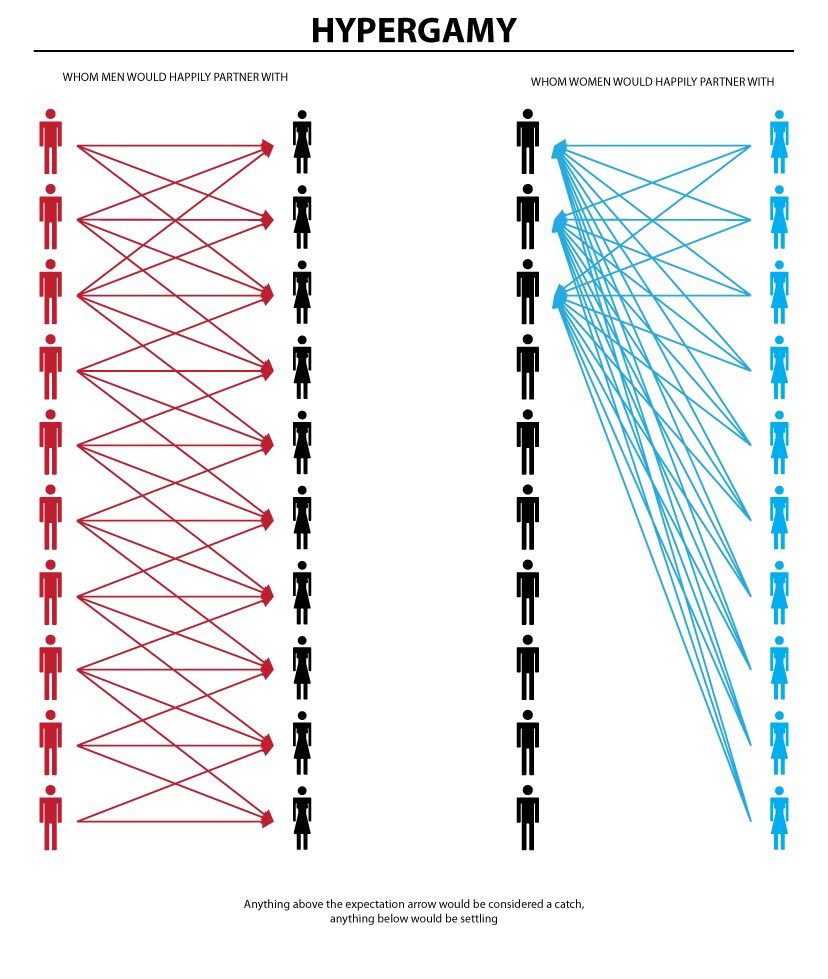 HYPERGAMY
WHOM MEN WOULD HAPPILY PARTNER WITH
WHOM WOMEN WOULD HAPPILY PARTNER WITH
Anything above the expectation arrow would be considered a catch,
anything below would be settling